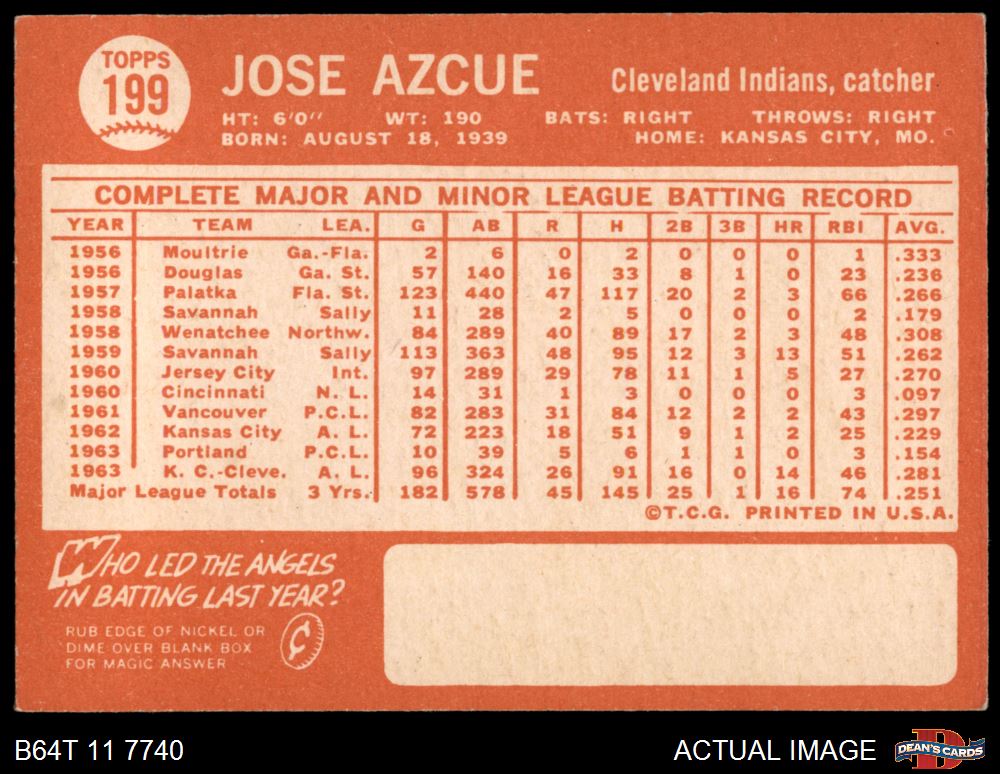 TOPPS
199
JOSE AZCUE
Cleveland Indians, catcher
HT: 6'0" WT: 190 BATS: RIGHT THROWS: RIGHT
BORN: AUGUST 18, 1939 HOME: KANSAS CITY, MO.
COMPLETE MAJOR AND MINOR LEAGUE BATTING RECORD
YEAR TEAM LEA. G AB R H 2B 3B HR RBI AVG.
1956 Moultrie Ga.-Fla. 2 6 0 2 0 0 0 1 .333
1956 Douglas Ga. St. 57 140 16 33 8 1 0 23 .236
1957 Palatka Fla. St. 123 440 47 117 20 2 3 66 .266
1958 Savannah Sally 11 28 2 5 0 0 0 2 .179
1958 Wenatchee Northw. 84 289 40 89 17 2 3 48 .308
1959 Savannah Sally 113 363 48 95 12 3 13 51 .262
1960 Jersey City Int. 97 289 29 78 11 1 5 27 .270
1960 Cincinnati N. L. 14 31 1 3 0 0 0 3 .097
1961 Vancouver P.C.L. 82 283 31 84 12 2 2 43 .297
1962 Kansas City A. L. 72 223 18 51 9 1 2 25 .229
1963 Portland P.C.L. 10 39 5 6 1 1 0 3 .154
1963 K. C.-Cleve. A. L. 96 324 26 91 16 0 14 46 .281
Major League Totals 3 Yrs. 182 578 45 145 25 1 16 74 .251
©T.C.G. PRINTED IN U.S.A.
WHO LED THE ANGELS
IN BATTING LAST YEAR?
RUB EDGE OF NICKEL OR
DIME OVER BLANK BOX
FOR MAGIC ANSWER
¢
B64T 11 7740
ACTUAL IMAGE
D
DEAN'S CARDS